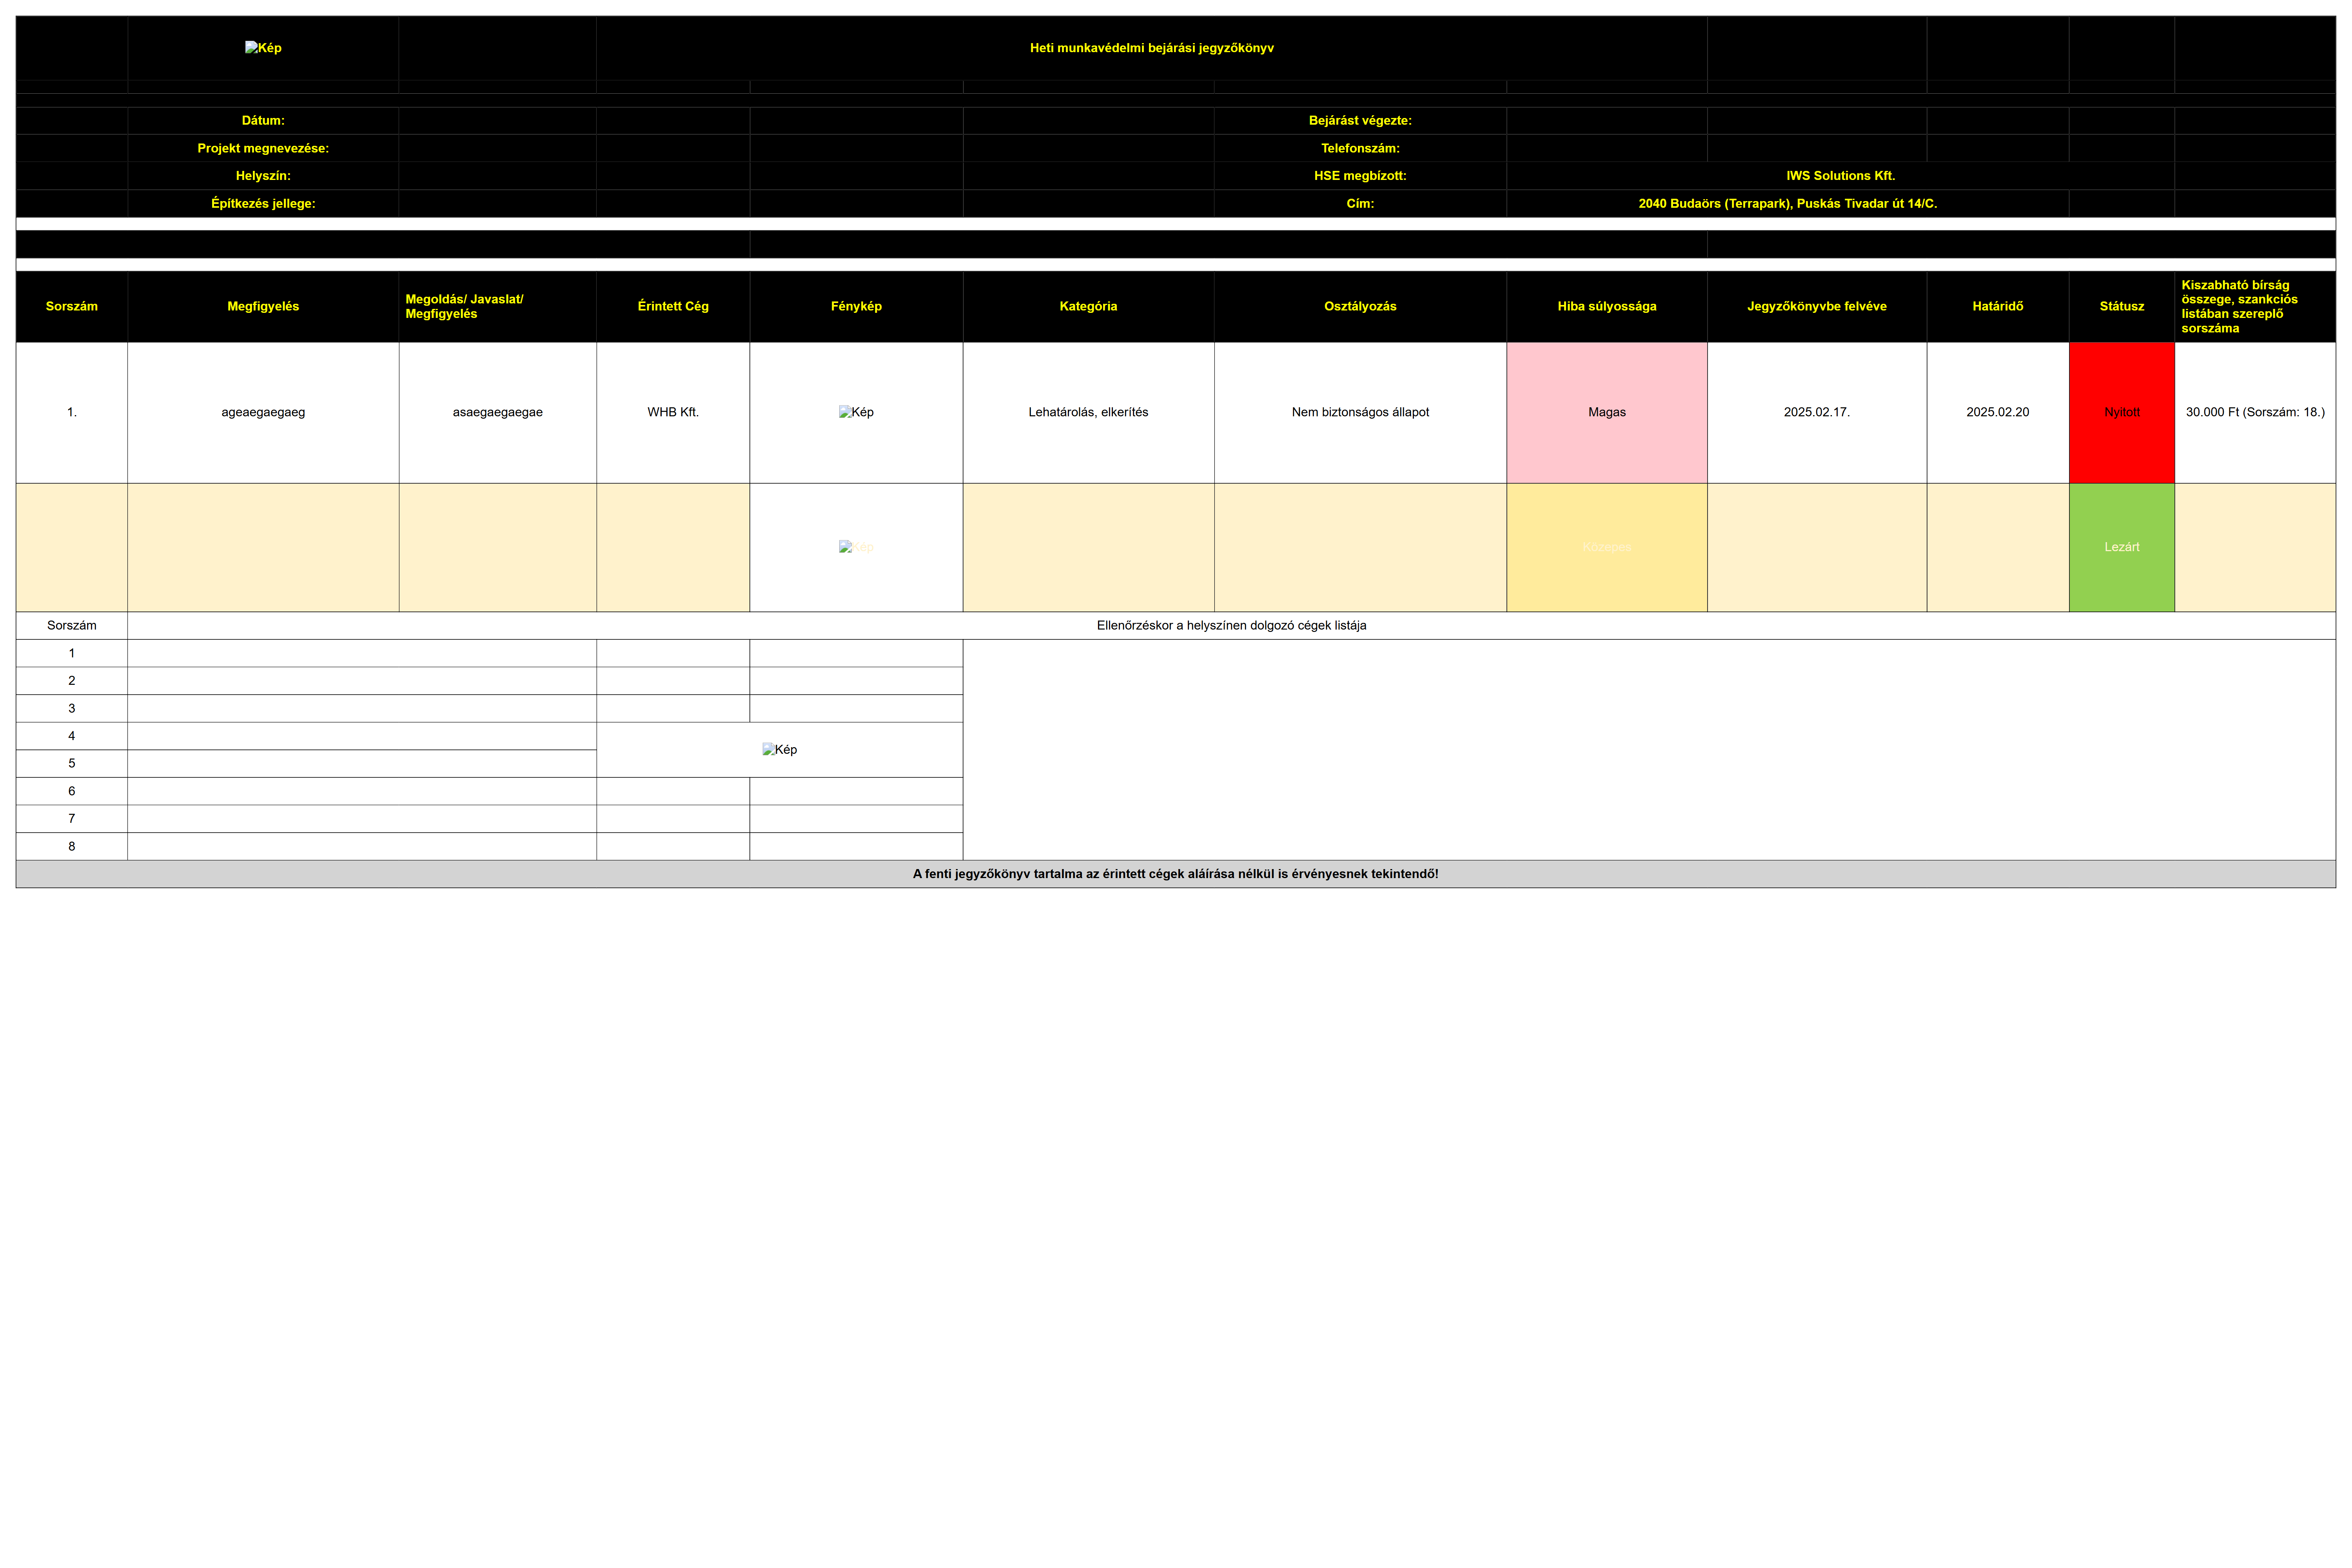 Kép
Heti munkavédelmi bejárási jegyzőkönyv
Dátum:
Bejárást végezte:
Projekt megnevezése:
Telefonszám:
Helyszín:
HSE megbízott:
IWS Solutions Kft.
Építkezés jellege:
Cím:
2040 Budaörs (Terrapark), Puskás Tivadar út 14/C.
Sorszám
Megfigyelés
Megoldás/ Javaslat/
Megfigyelés
Érintett Cég
Fénykép
Kategória
Osztályozás
Hiba súlyossága
Jegyzőkönyvbe felvéve
Határidő
Státusz
Kiszabható bírság
összege, szankciós
listában szereplő
sorszáma
1.
ageaegaegaeg
asaegaegaegae
WHB Kft.
Kép
Lehatárolás, elkerítés
Nem biztonságos állapot
Magas
2025.02.17.
2025.02.20
Nyitott
30.000 Ft (Sorszám: 18.)
Kép
Közepes
Lezárt
Sorszám
Ellenőrzéskor a helyszínen dolgozó cégek listája
1
2
3
4
Kép
5
6
7
8
A fenti jegyzőkönyv tartalma az érintett cégek aláírása nélkül is érvényesnek tekintendő!